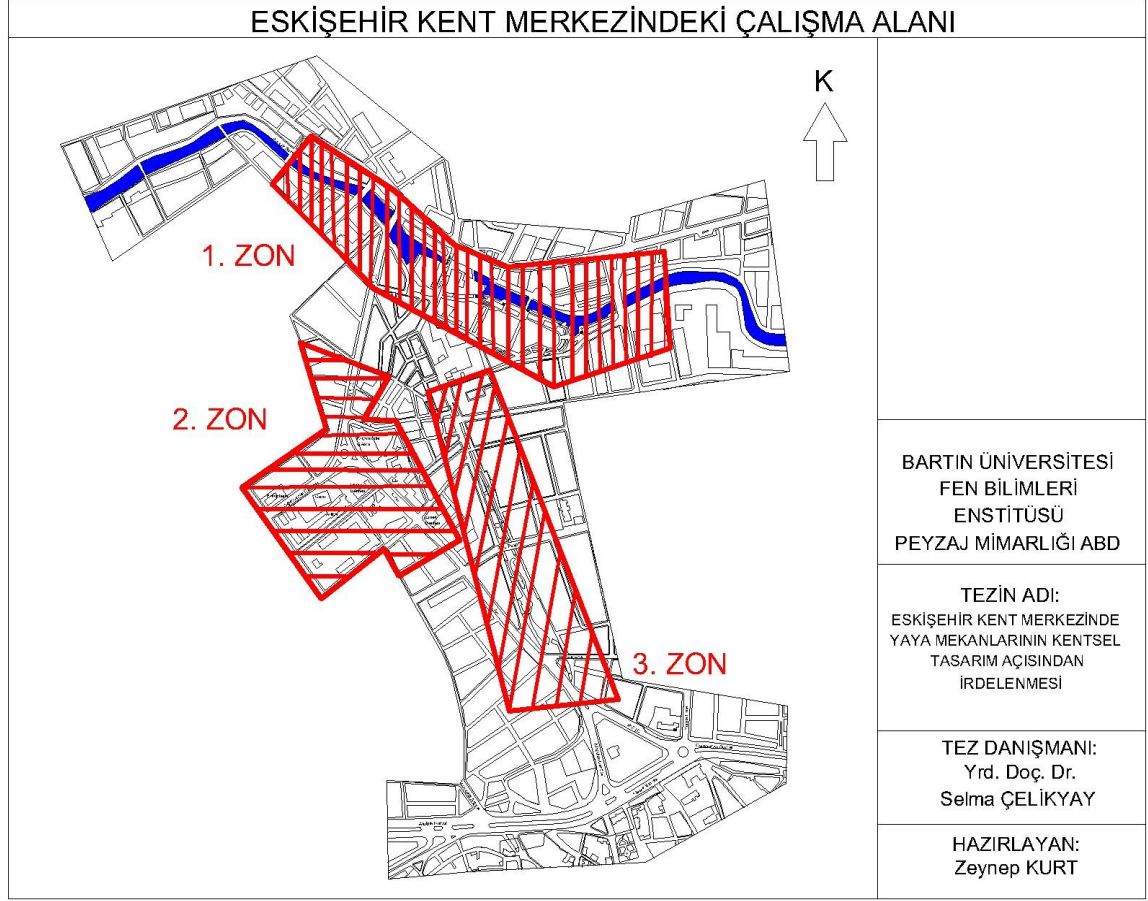 ESKİŞEHİR KENT MERKEZİNDEKİ ÇALIŞMA ALANI
K
1. ZON
2. ZON
3. ZON
BARTIN ÜNİVERSİTESİ
FEN BİLİMLERİ
ENSTİTÜSÜ
PEYZAJ MİMARLIĞI ABD
TEZİN ADI:
ESKİŞEHİR KENT MERKEZİNDE
YAYA MEKANLARININ KENTSEL
TASARIM AÇISINDAN
İRDELENMESİ
TEZ DANIŞMANI:
Yrd. Doç. Dr.
Selma ÇELİKYAY
HAZIRLAYAN:
Zeynep KURT